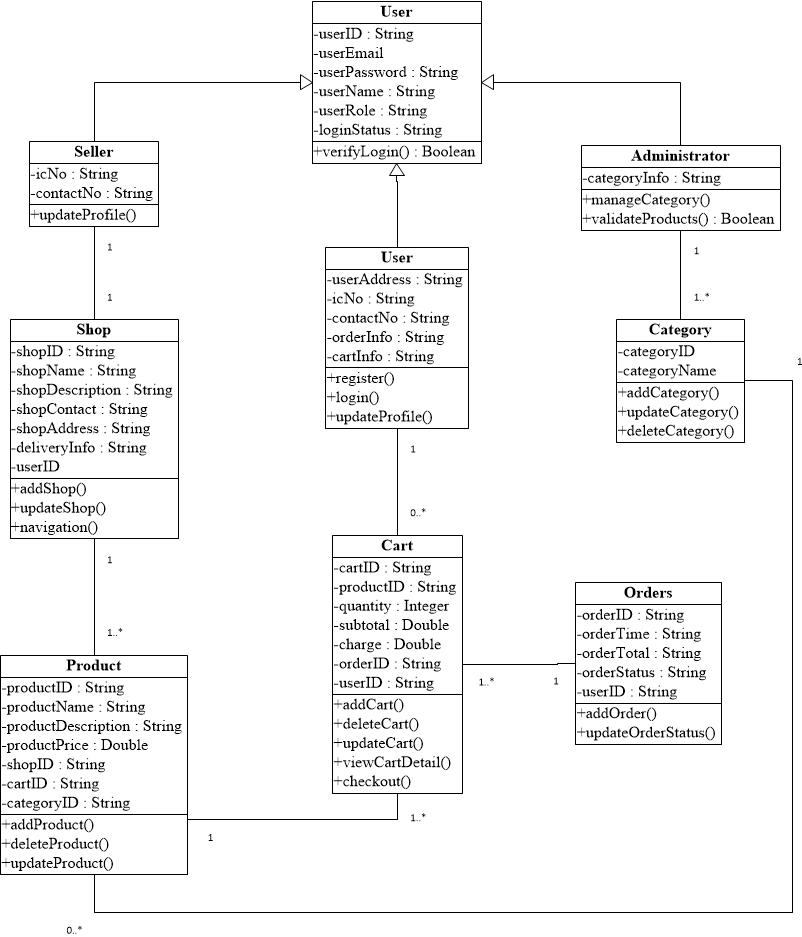 User
-userID : String
-userEmail
-userPassword : String
-userName : String
-userRole : String
-loginStatus : String
+verifyLogin() : Boolean
Seller
-icNo : String
-contactNo : String
+updateProfile()
Administrator
-categoryInfo : String
+manageCategory()
+validateProducts() : Boolean
1
1
1
1..*
User
-userAddress : String
-icNo : String
-contactNo : String
-orderInfo : String
-cartInfo : String
+register()
+login()
+updateProfile()
Shop
-shopID : String
-shopName : String
-shopDescription : String
-shopContact : String
-shopAddress : String
-deliveryInfo : String
-userID
+addShop()
+updateShop()
+navigation()
Category
-categoryID
-categoryName
+addCategory()
+updateCategory()
+deleteCategory()
1
1
0..*
1
1..*
Cart
-cartID : String
-productID : String
-quantity : Integer
-subtotal : Double
-charge : Double
-orderID : String
-userID : String
+addCart()
+deleteCart()
+updateCart()
+viewCartDetail()
+checkout()
Orders
-orderID : String
-orderTime : String
-orderTotal : String
-orderStatus : String
-userID : String
+addOrder()
+updateOrderStatus()
1..*
1
Product
-productID : String
-productName : String
-productDescription : String
-productPrice : Double
-shopID : String
-cartID : String
-categoryID : String
+addProduct()
+deleteProduct()
+updateProduct()
1..*
1
0..*